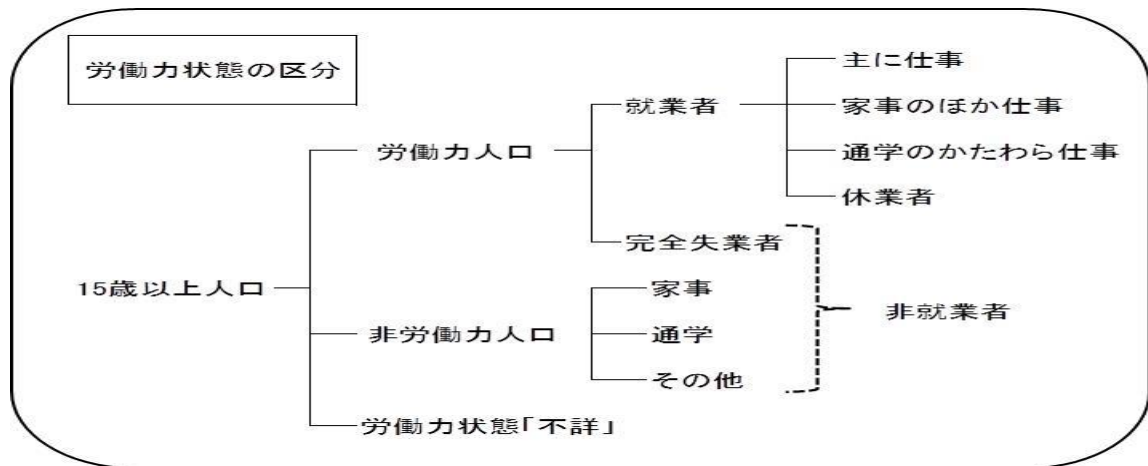 労働力状態の区分
主に仕事
就業者
家事のほか仕事
労働力人口
通学のかたわら仕事
休業者
完全失業者
15歳以上人口
家事
非就業者
非労働力人口
通学
その他
労働力状態「不詳」